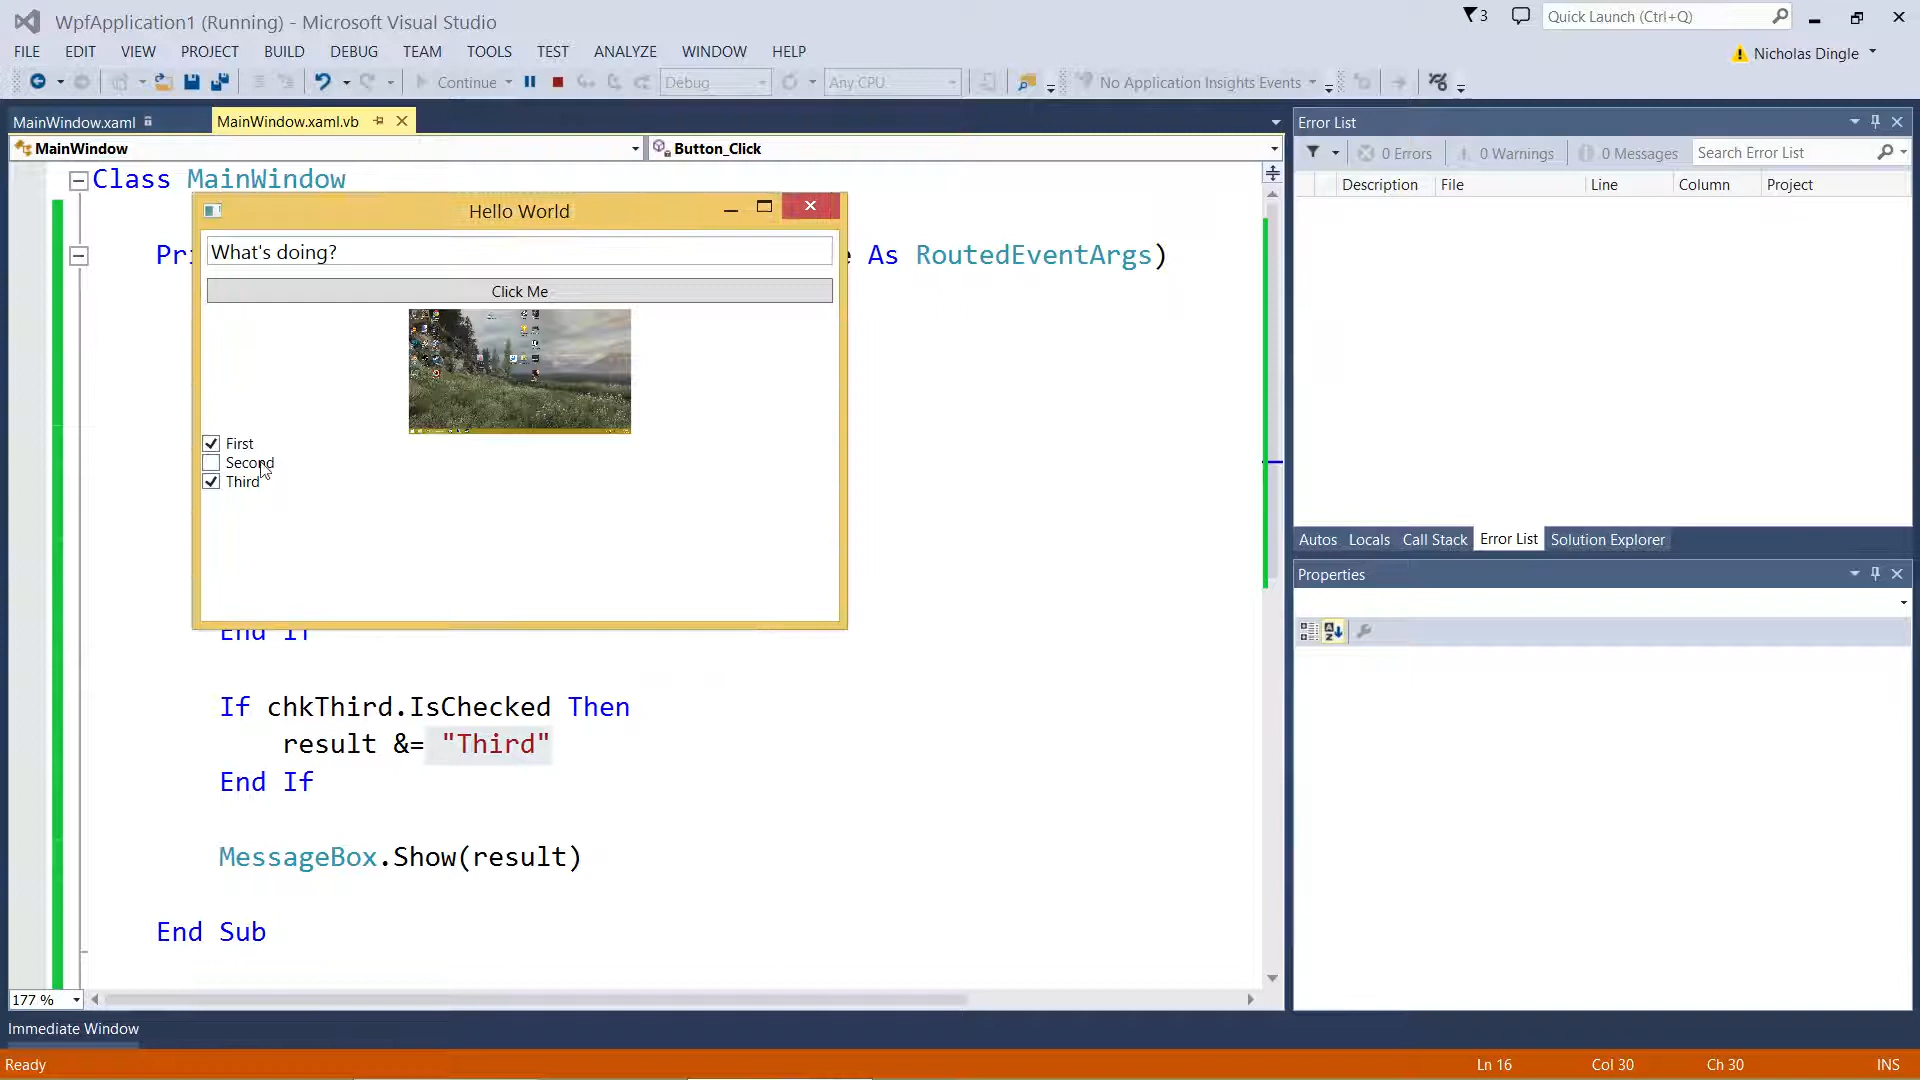 WpfApplication1 (Running) - Microsoft Visual Studio
3
Quick Launch (Ctrl+Q)
FILE EDIT VIEW PROJECT BUILD DEBUG TEAM TOOLS TEST ANALYZE WINDOW HELP
Nicholas Dingle
Continue Debug Any CPU No Application Insights Events
MainWindow.xaml MainWindow.xaml.vb
MainWindow Button_Click
Class MainWindow
Hello World
What's doing?
Pri e As RoutedEventArgs)
Click Me
First
Second
Third
End If
If chkThird.IsChecked Then
result &= "Third"
End If
MessageBox.Show(result)
End Sub
177 %
Error List
0 Errors 0 Warnings 0 Messages Search Error List
Description File Line Column Project
Autos Locals Call Stack Error List Solution Explorer
Properties
Immediate Window
Ready Ln 16 Col 30 Ch 30 INS